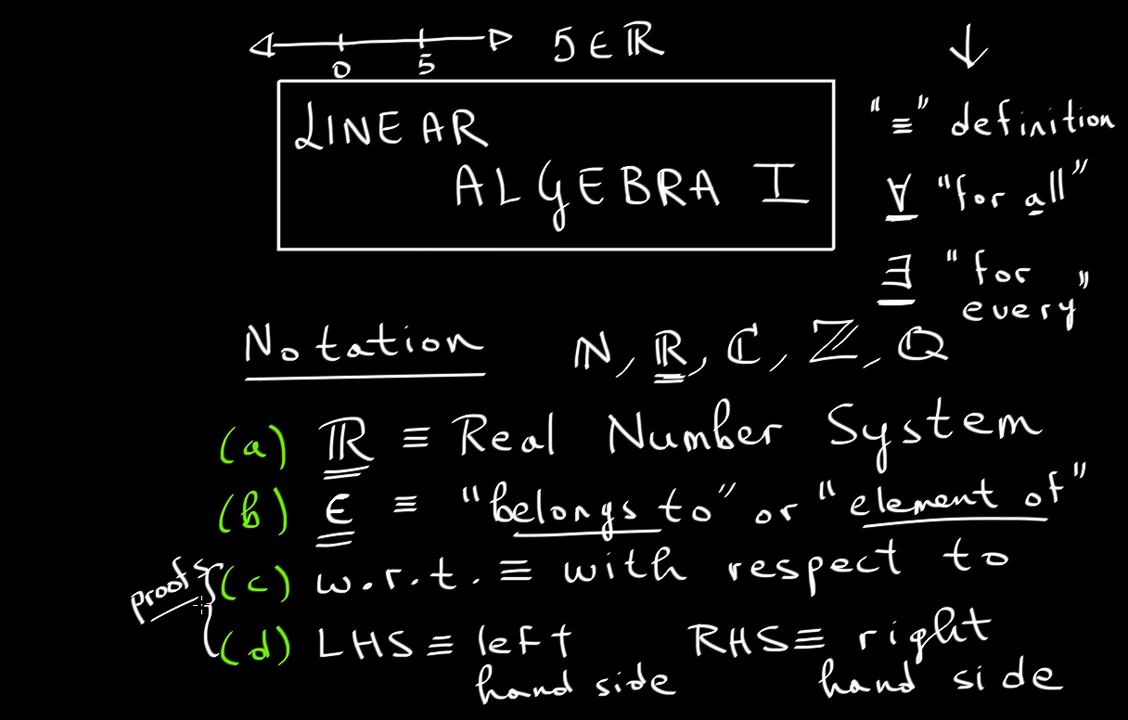 0 5 5 ∈ ℝ
LINEAR
ALGEBRA I
"≡" definition
∀ "for all"
∃ "for
every"
Notation ℕ, ℝ, ℂ, ℤ, ℚ
(a) ℝ ≡ Real Number System
(b) ∈ ≡ "belongs to" or "element of"
proofs (c) w.r.t. ≡ with respect to
(d) LHS ≡ left RHS ≡ right
hand side hand side